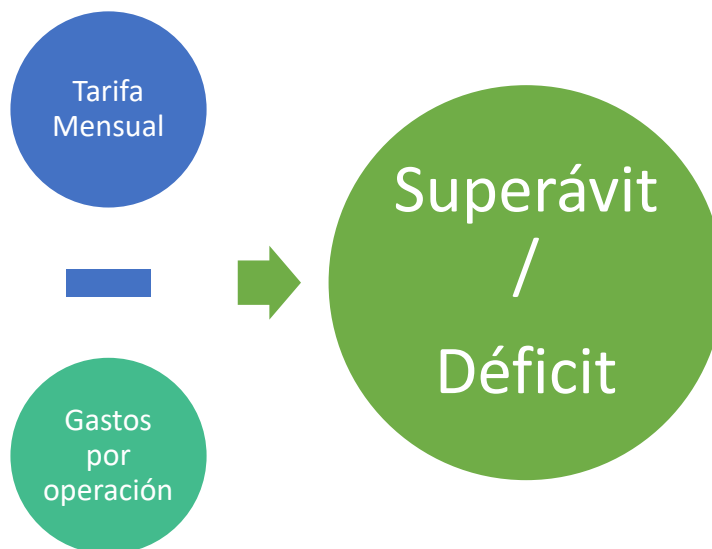 Tarifa
Mensual
Gastos
por
operación
Superávit
/
Déficit